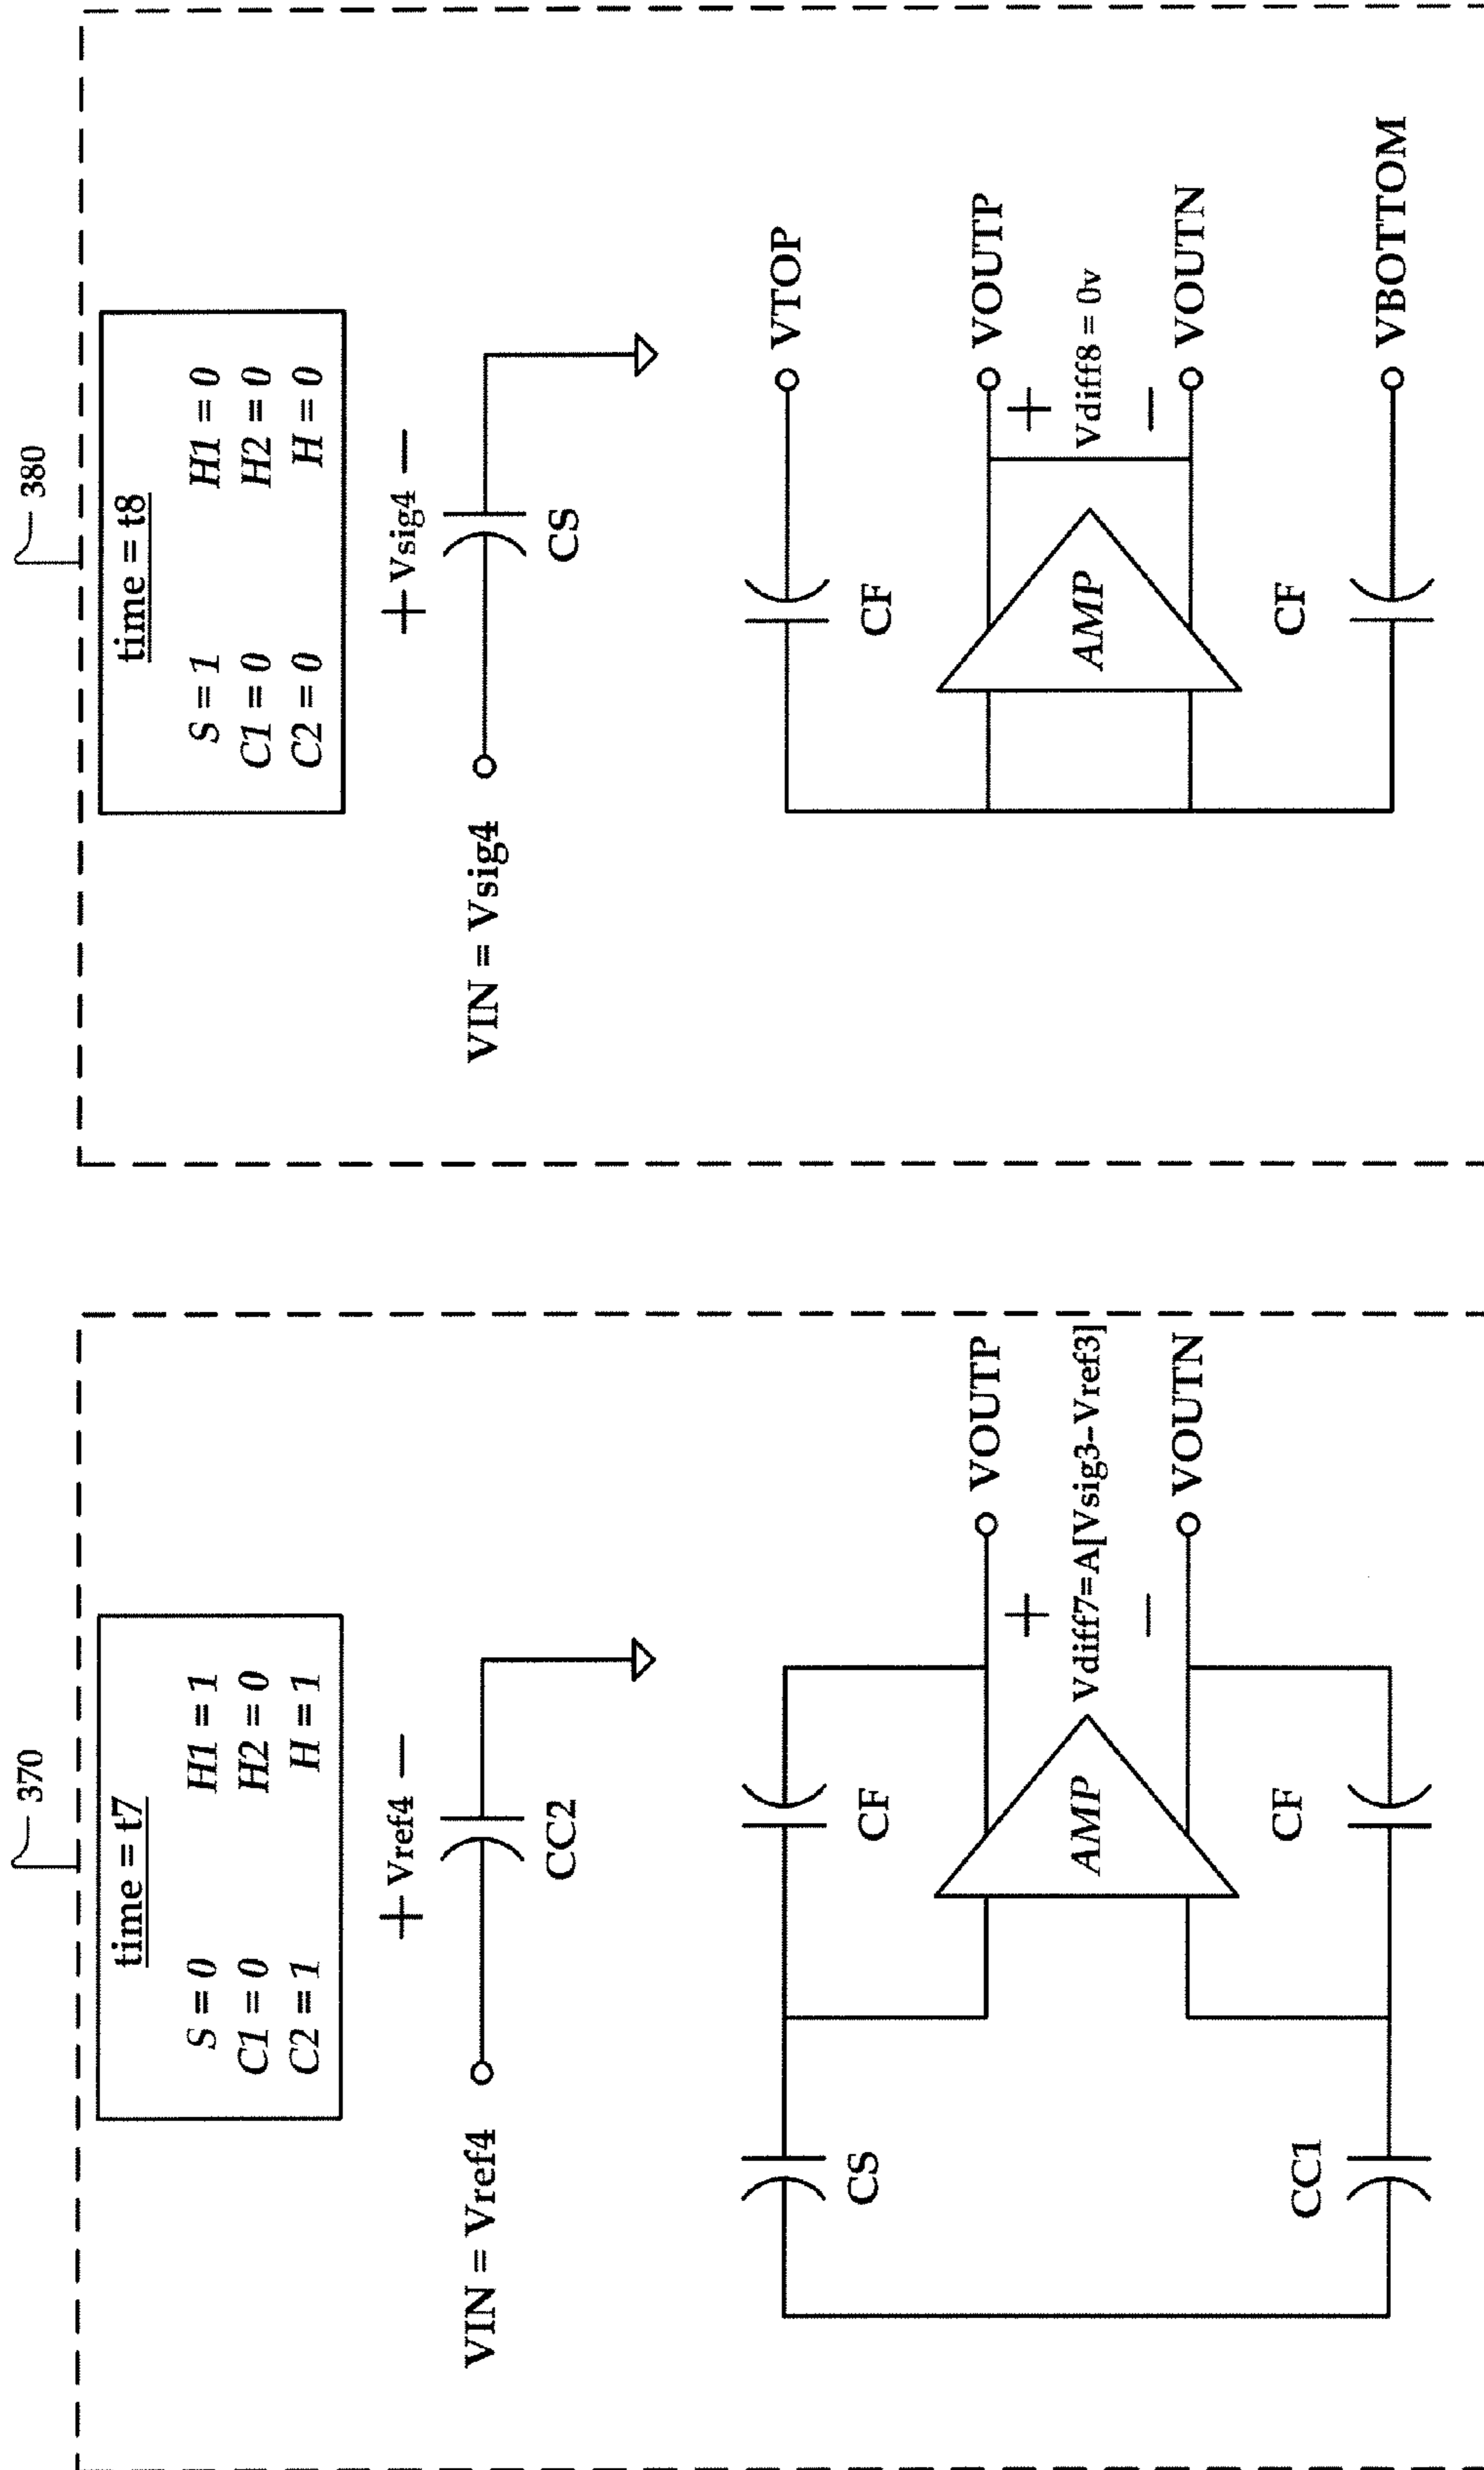 370
time = t7
S = 0 H1 = 1
C1 = 0 H2 = 0
C2 = 1 H = 1
+ Vref4 −
VIN = Vref4
CC2
CS
CF
VOUTP
+
AMP
Vdiff7=A[Vsig3−Vref3]
−
VOUTN
CC1
CF
380
time = t8
S = 1 H1 = 0
C1 = 0 H2 = 0
C2 = 0 H = 0
+ Vsig4 −
VIN = Vsig4
CS
VTOP
CF
VOUTP
+
AMP
Vdiff8 = 0v
−
VOUTN
CF
VBOTTOM